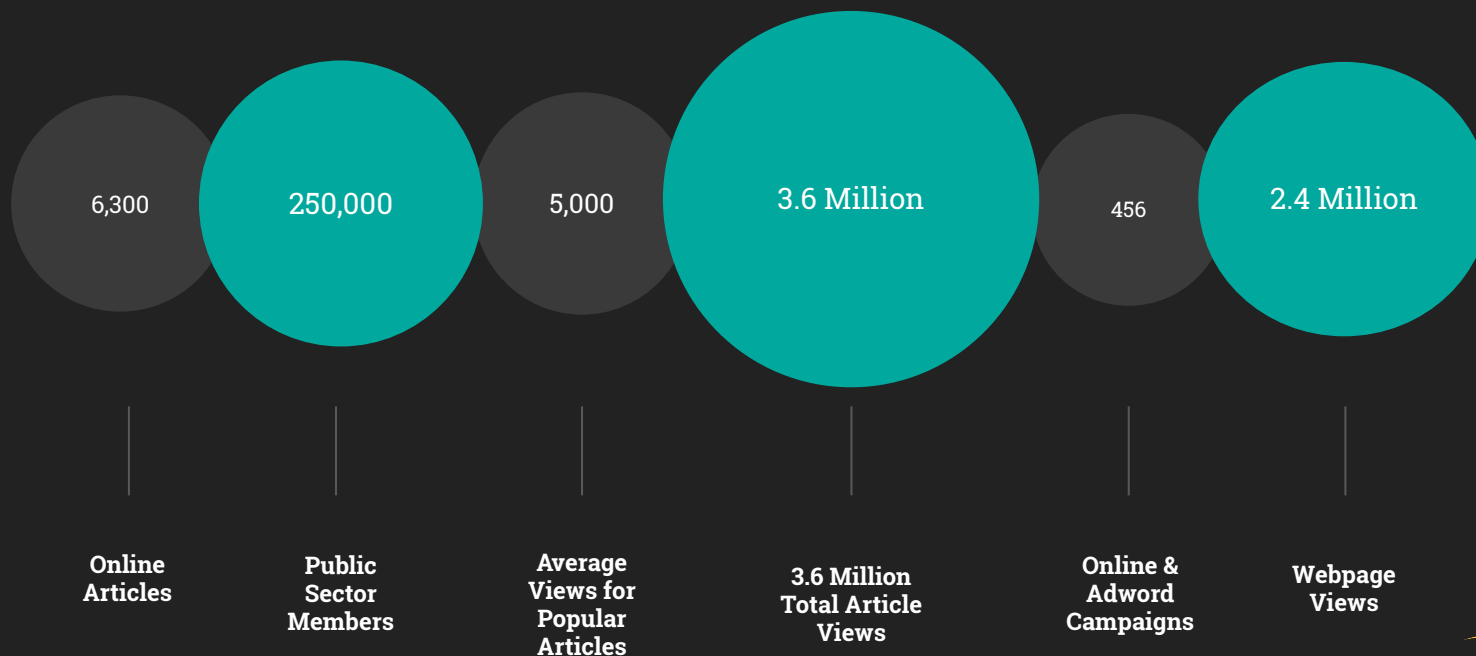 6,300
250,000
5,000
3.6 Million
456
2.4 Million
Online
Articles
Public
Sector
Members
Average
Views for
Popular
Articles
3.6 Million
Total Article
Views
Online &
Adword
Campaigns
Webpage
Views